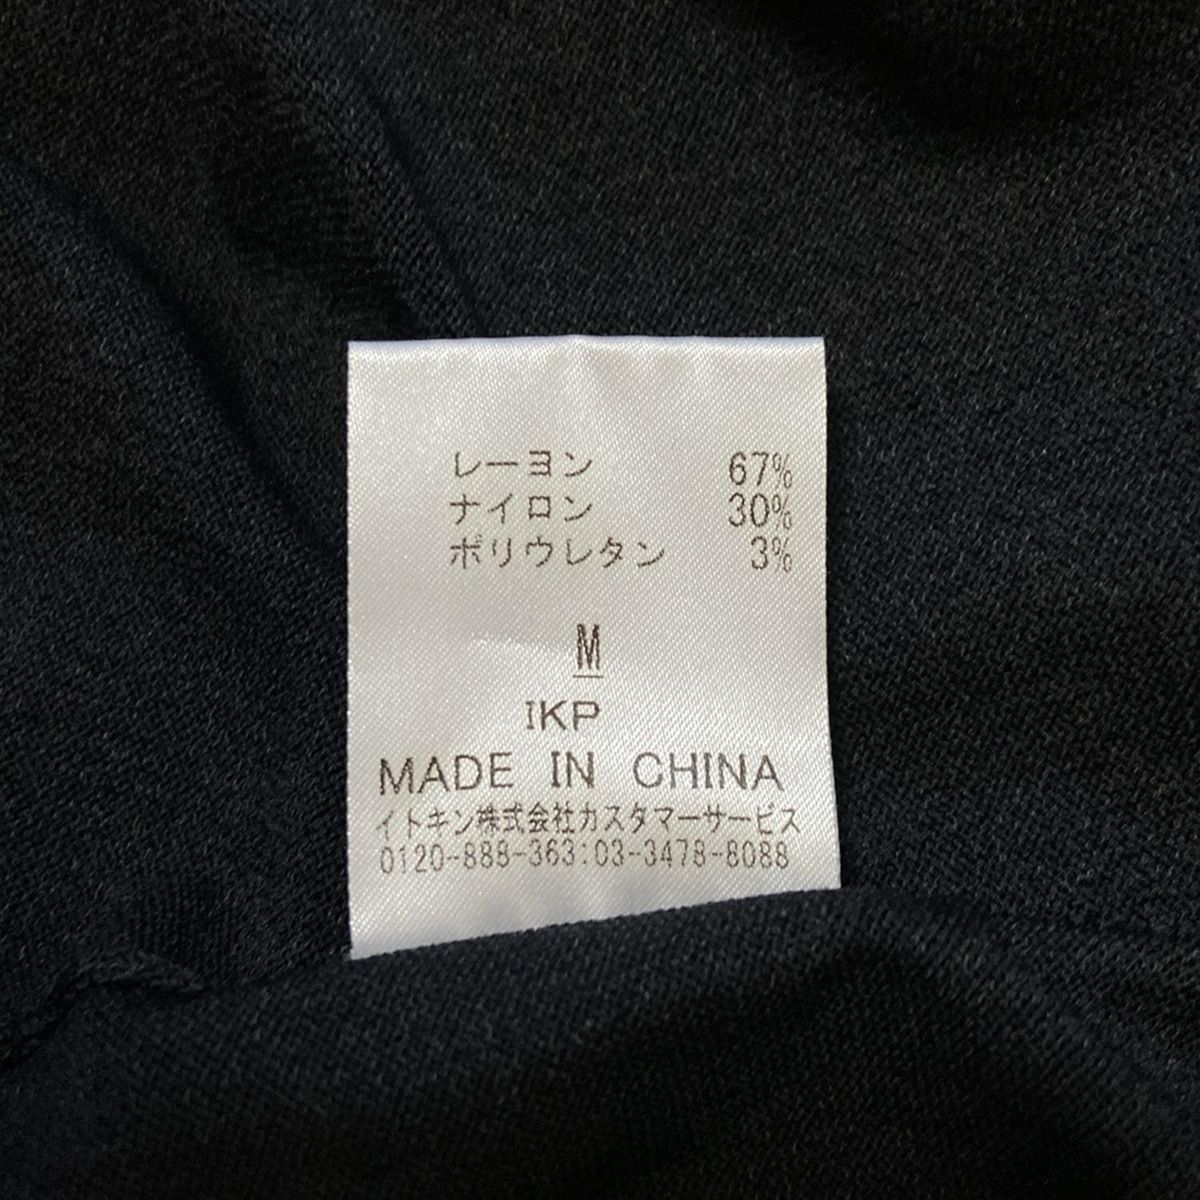 レーヨン 67%
ナイロン 30%
ポリウレタン 3%
M
IKP
MADE IN CHINA
イトキン株式会社カスタマーサービス
0120-888-363:03-3478-8088